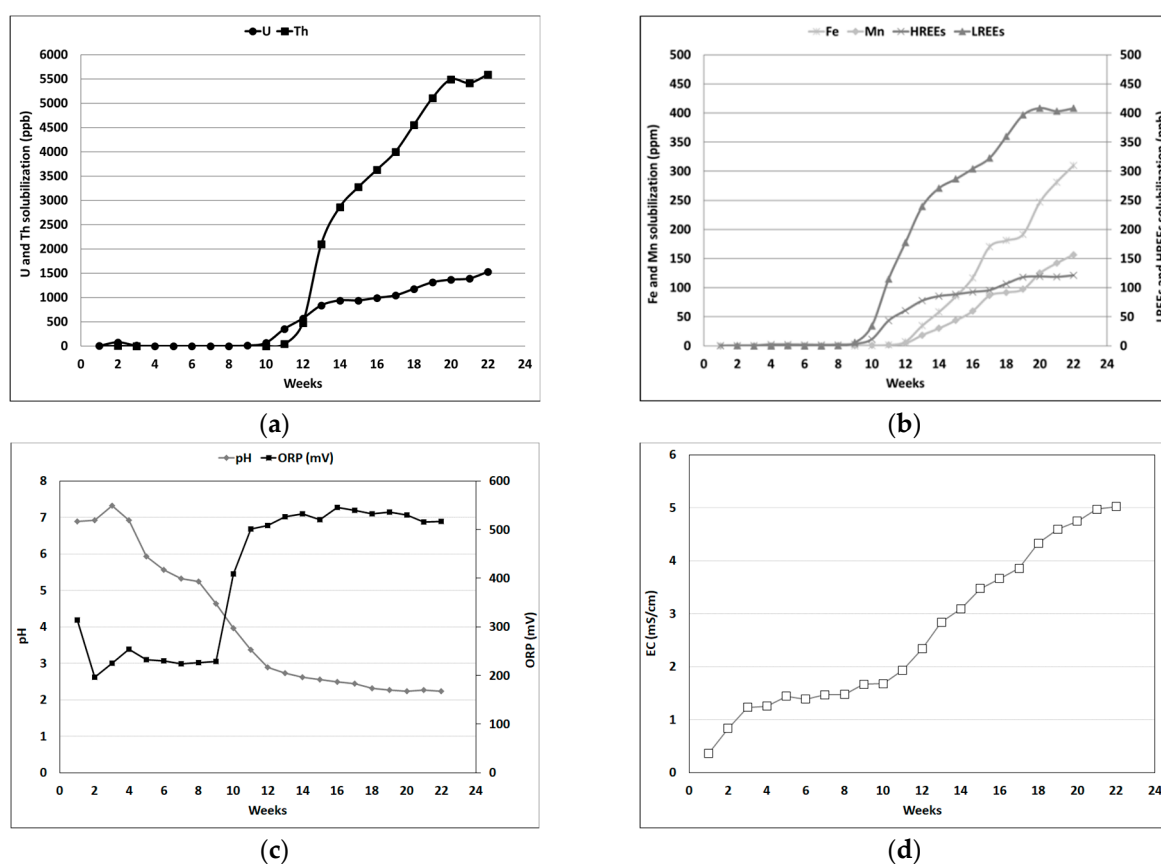 U Th
U and Th solubilization (ppb)
6000
5500
5000
4500
4000
3500
3000
2500
2000
1500
1000
500
0
0 2 4 6 8 10 12 14 16 18 20 22 24
Weeks
(a)
Fe Mn HREEs LREEs
Fe and Mn solubilization (ppm)
500
450
400
350
300
250
200
150
100
50
0
500
450
400
350
300
250
200
150
100
50
0
LREEs and HREEs solubilization (ppb)
0 2 4 6 8 10 12 14 16 18 20 22 24
Weeks
(b)
pH ORP (mV)
pH
8
7
6
5
4
3
2
1
0
600
500
400
300
200
100
0
ORP (mV)
0 2 4 6 8 10 12 14 16 18 20 22 24
Weeks
(c)
EC (mS/cm)
6
5
4
3
2
1
0
0 2 4 6 8 10 12 14 16 18 20 22 24
Weeks
(d)